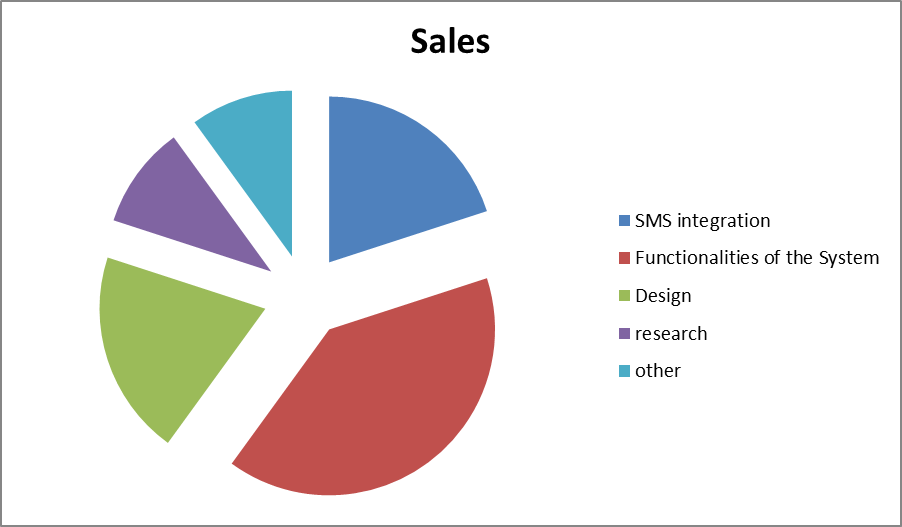 Sales
SMS integration
Functionalities of the System
Design
research
other